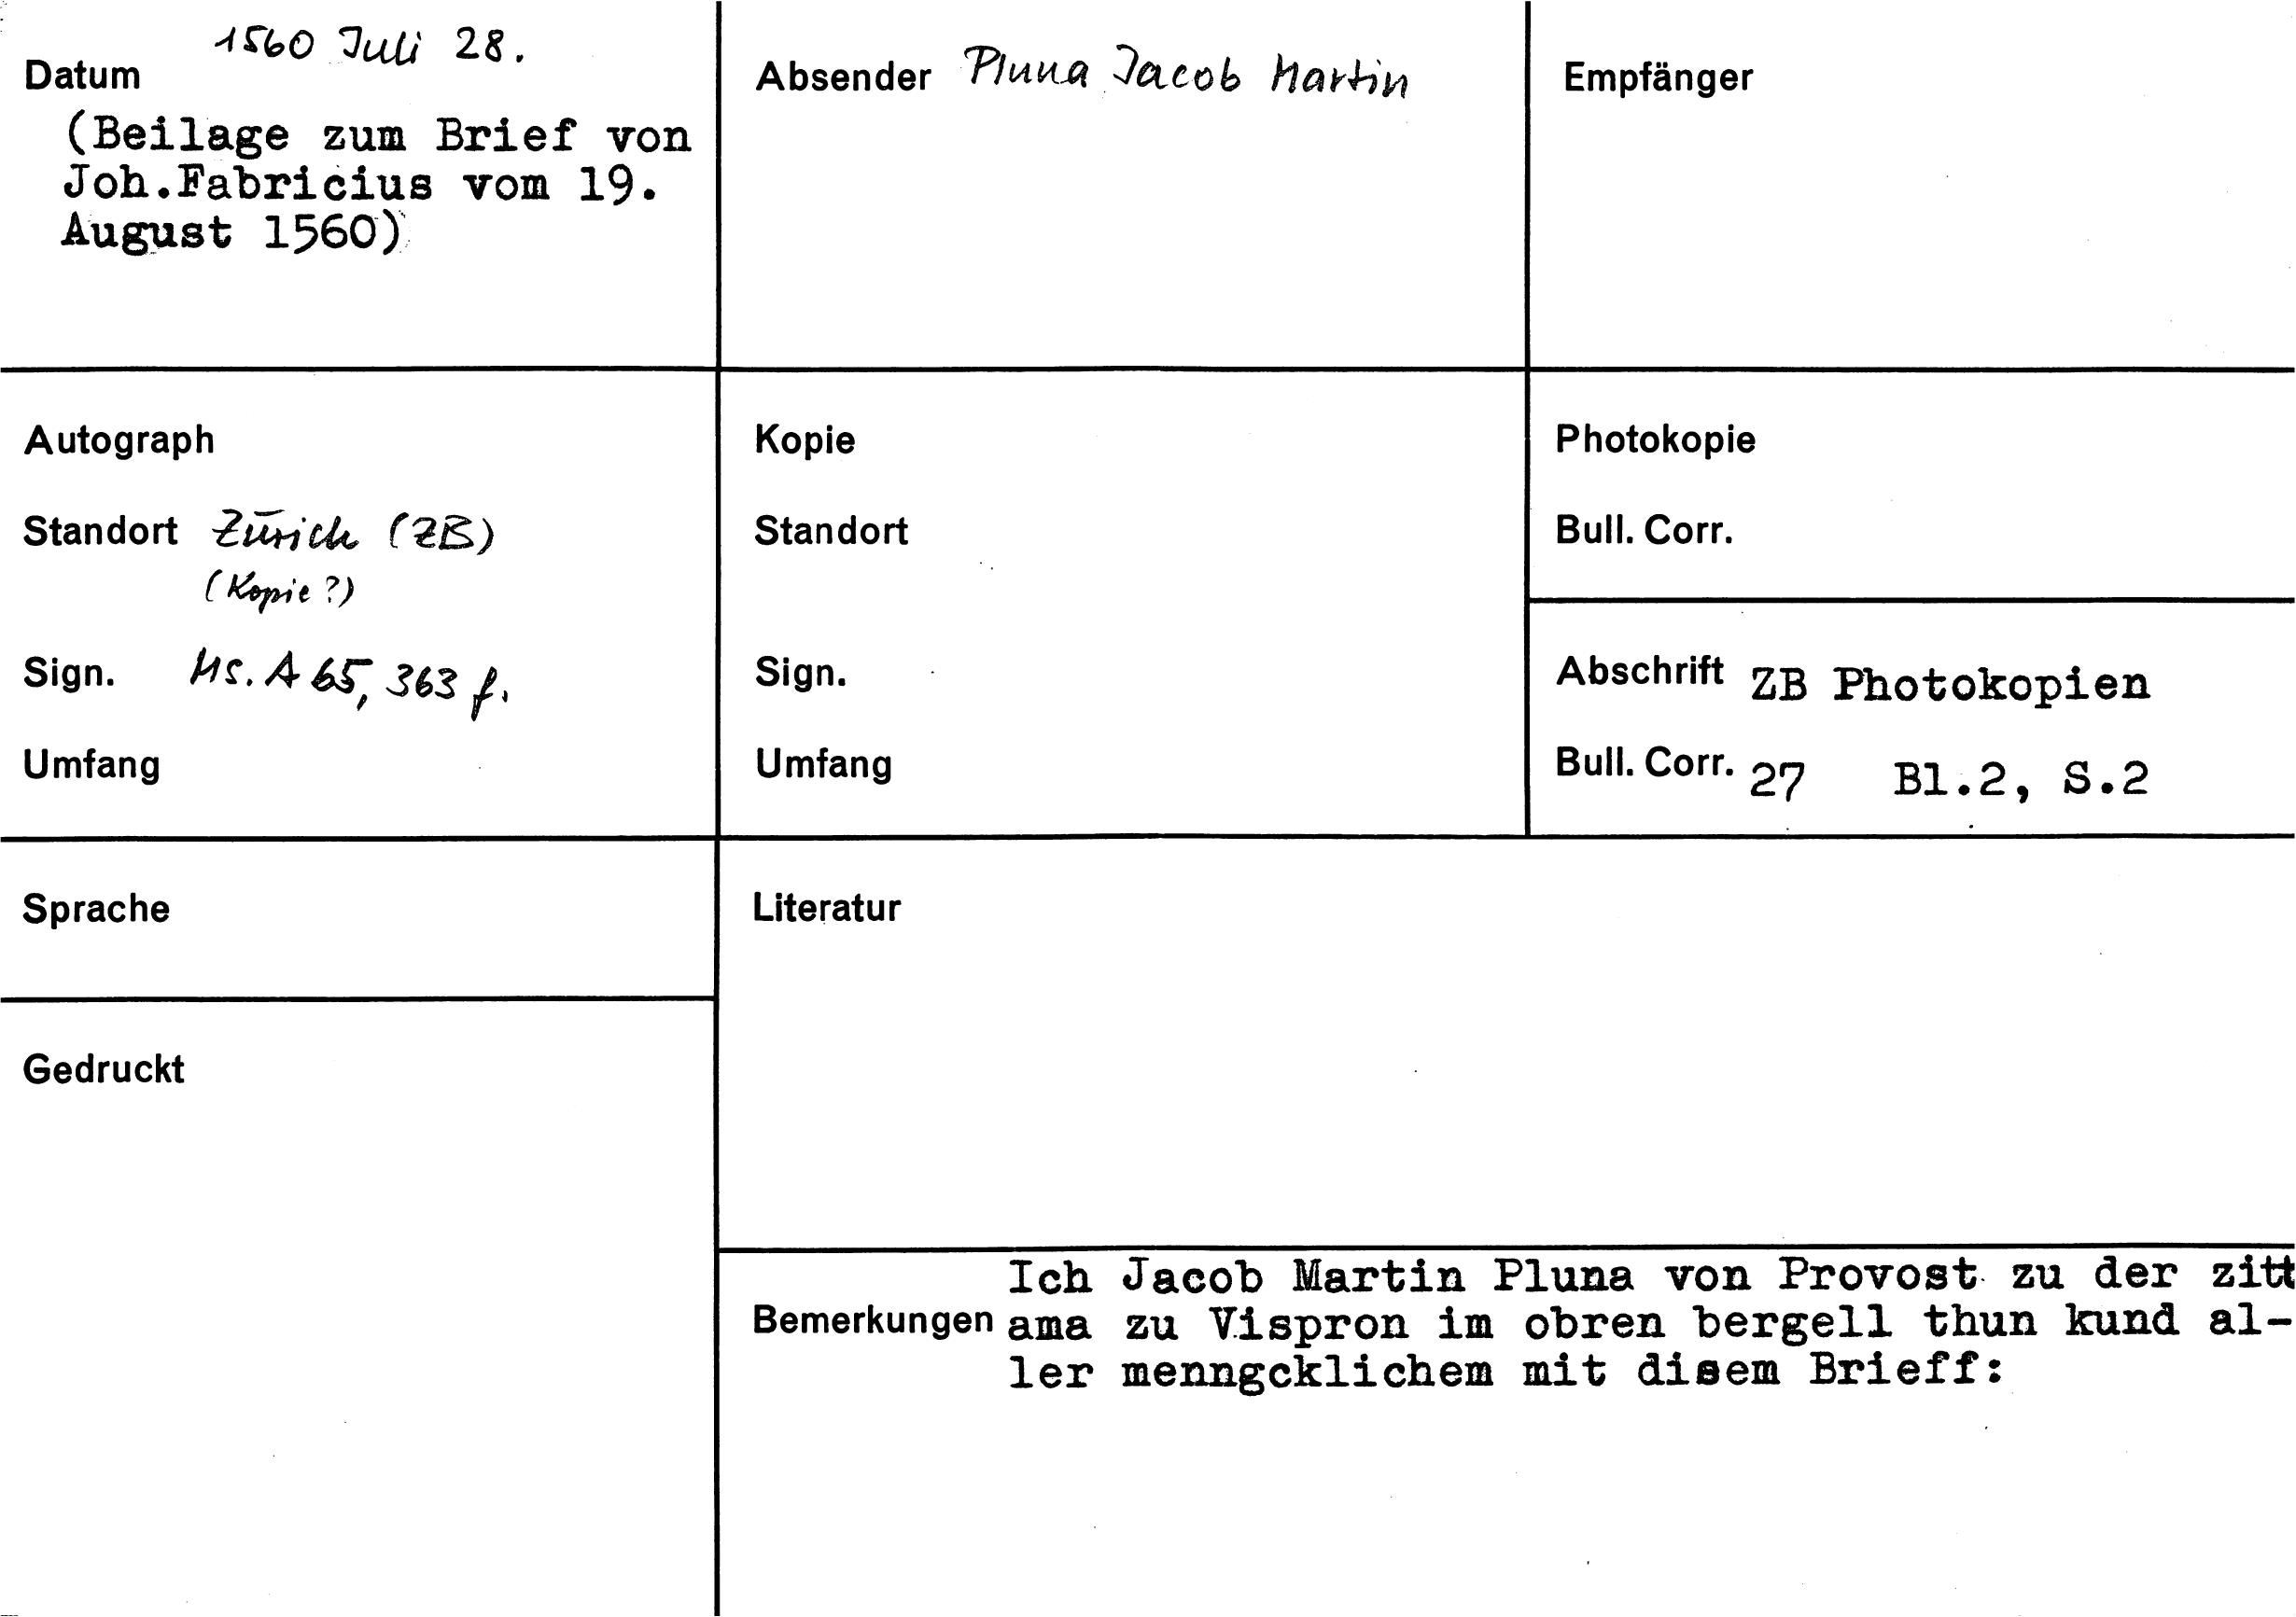 Datum 1560 Juli 28.
(Beilage zum Brief von
Joh.Fabricius vom 19.
August 1560)
Absender Pluna Jacob Martin
Empfänger
Autograph
Standort Zürich (ZB)
(Kopie?)
Sign. Ms. A 65, 363 f.
Umfang
Kopie
Standort
Sign.
Umfang
Photokopie
Bull. Corr.
Abschrift ZB Photokopien
Bull. Corr. 27 Bl.2, S.2
Sprache
Gedruckt
Literatur
Bemerkungen
Ich Jacob Martin Pluna von Provost zu der zitt
ama zu Vispron im obren bergell thun kund al-
ler menngcklichem mit disem Brieff: